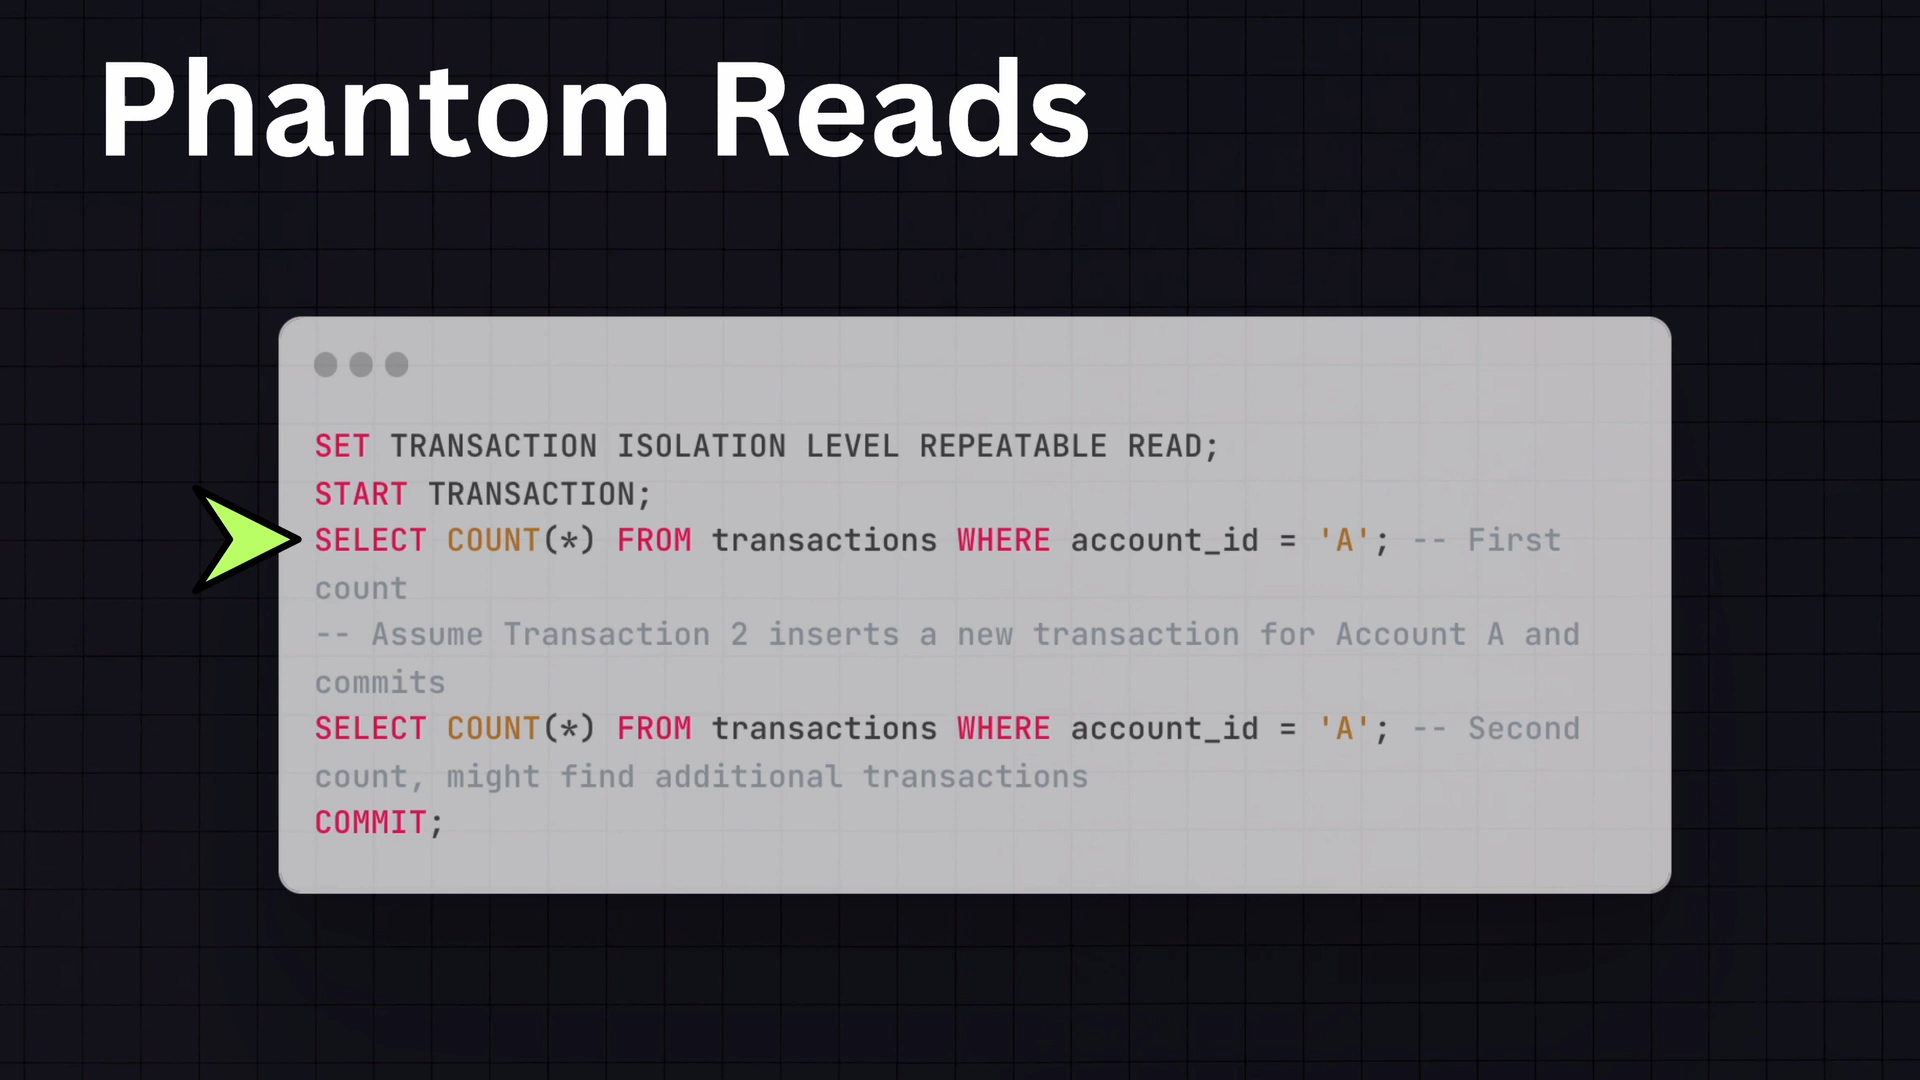 Phantom Reads
SET TRANSACTION ISOLATION LEVEL REPEATABLE READ;
START TRANSACTION;
SELECT COUNT(*) FROM transactions WHERE account_id = 'A'; -- First
count
-- Assume Transaction 2 inserts a new transaction for Account A and
commits
SELECT COUNT(*) FROM transactions WHERE account_id = 'A'; -- Second
count, might find additional transactions
COMMIT;